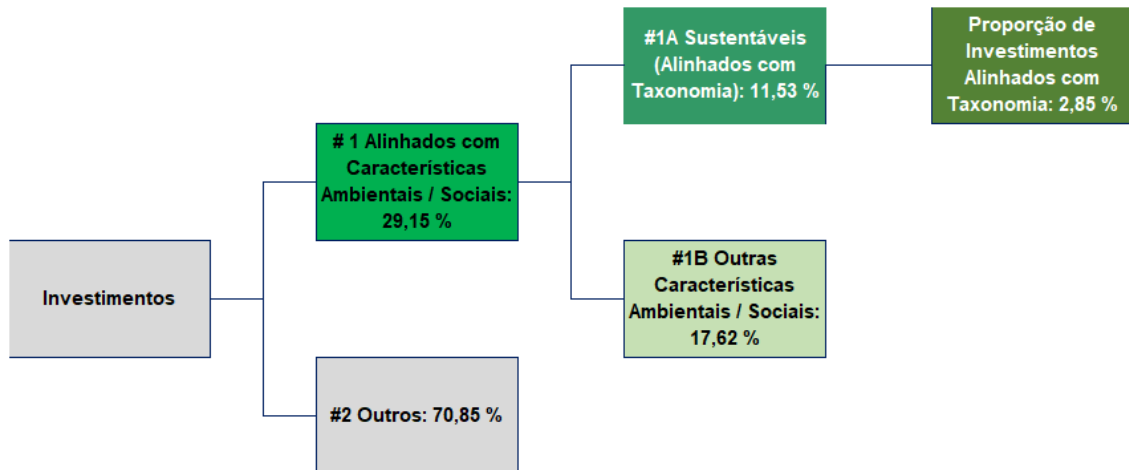 #1A Sustentáveis
(Alinhados com
Taxonomia): 11,53 %
Proporção de
Investimentos
Alinhados com
Taxonomia: 2,85 %
# 1 Alinhados com
Características
Ambientais / Sociais:
29,15 %
Investimentos
#1B Outras
Características
Ambientais / Sociais:
17,62 %
#2 Outros: 70,85 %